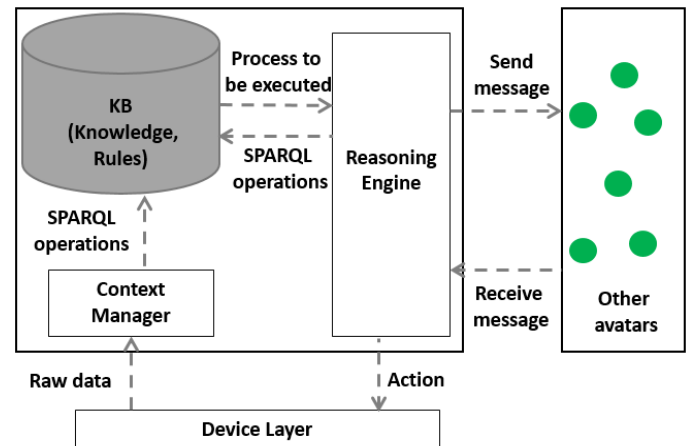 Process to
be executed
Send
message
KB
(Knowledge,
Rules)
SPARQL
operations
Reasoning
Engine
SPARQL
operations
Context
Manager
Receive
message
Other
avatars
Raw data
Action
Device Layer